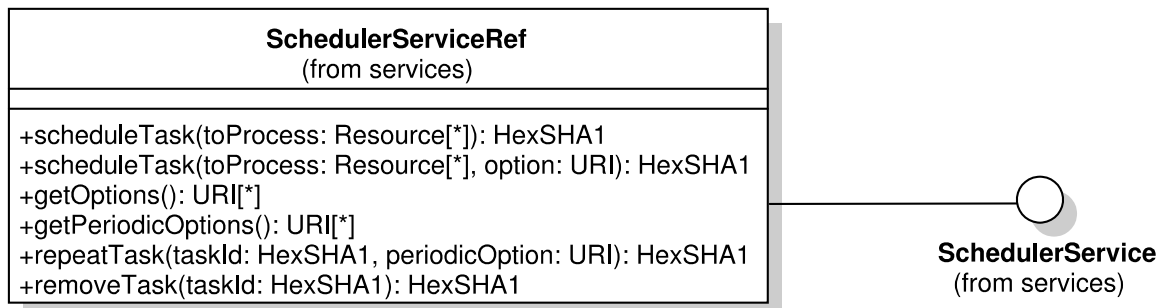 SchedulerServiceRef
(from services)
+scheduleTask(toProcess: Resource[*]): HexSHA1
+scheduleTask(toProcess: Resource[*], option: URI): HexSHA1
+getOptions(): URI[*]
+getPeriodicOptions(): URI[*]
+repeatTask(taskId: HexSHA1, periodicOption: URI): HexSHA1
+removeTask(taskId: HexSHA1): HexSHA1
SchedulerService
(from services)